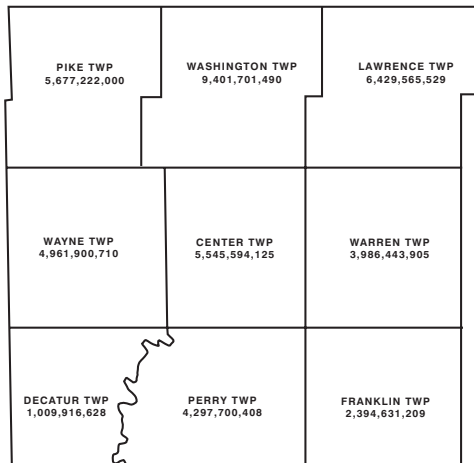 PIKE TWP
5,677,222,000
WASHINGTON TWP
9,401,701,490
LAWRENCE TWP
6,429,565,529
WAYNE TWP
4,961,900,710
CENTER TWP
5,545,594,125
WARREN TWP
3,986,443,905
DECATUR TWP
1,009,916,628
PERRY TWP
4,297,700,408
FRANKLIN TWP
2,394,631,209